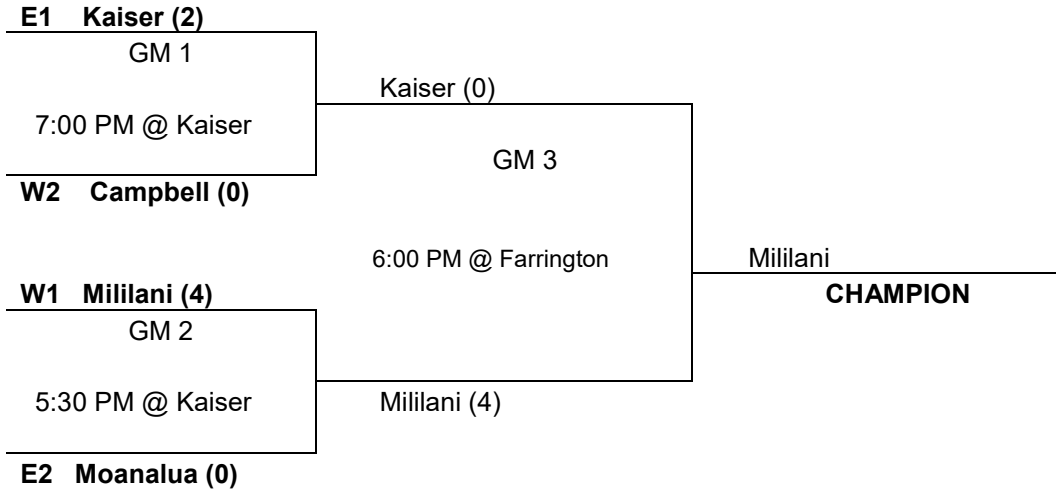 E1 Kaiser (2)
GM 1
7:00 PM @ Kaiser
W2 Campbell (0)
W1 Mililani (4)
GM 2
5:30 PM @ Kaiser
E2 Moanalua (0)
Kaiser (0)
GM 3
6:00 PM @ Farrington
Mililani (4)
Mililani
CHAMPION